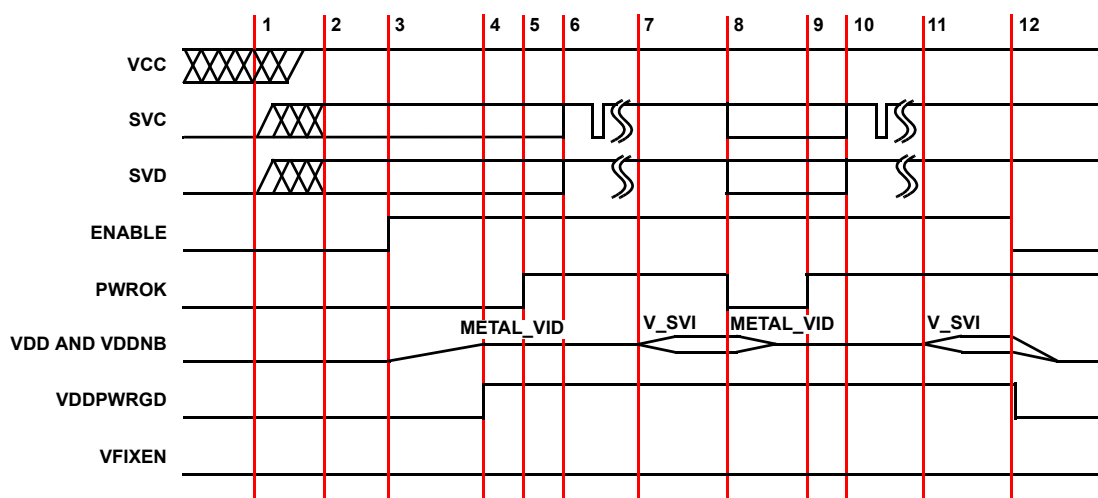 1 2 3 4 5 6 7 8 9 10 11 12
VCC
SVC
SVD
ENABLE
PWROK
METAL_VID V_SVI METAL_VID V_SVI
VDD AND VDDNB
VDDPWRGD
VFIXEN